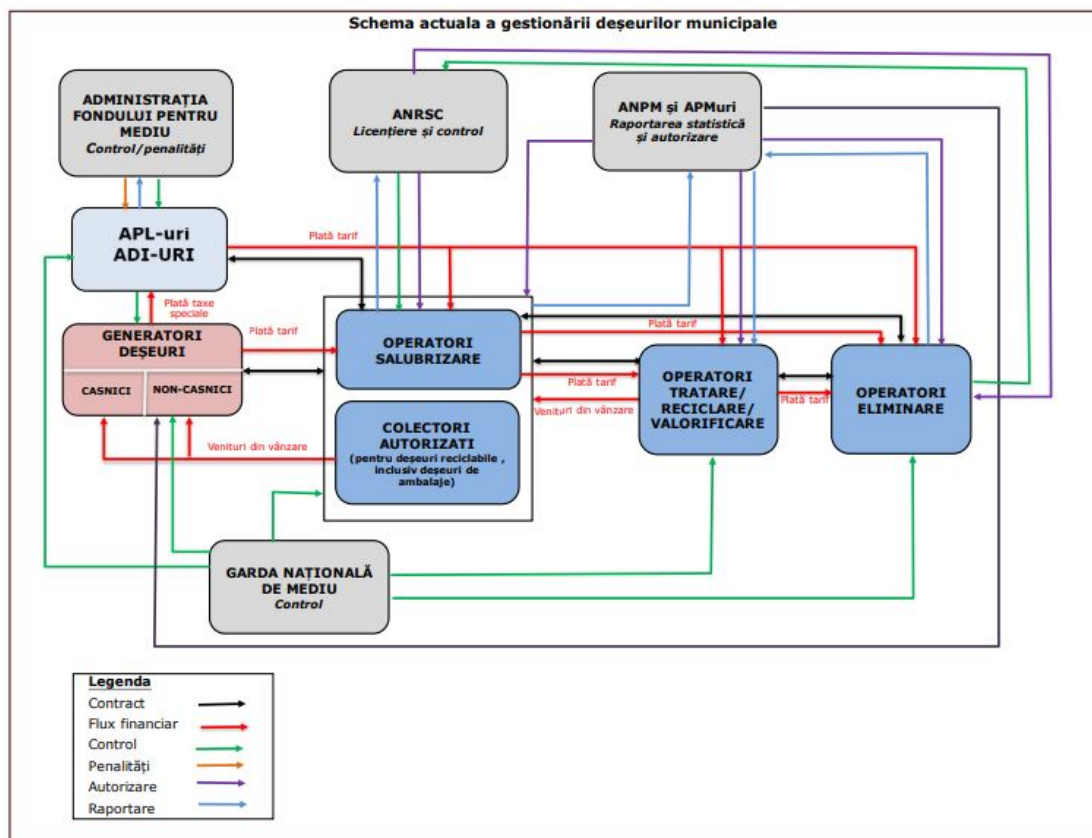 Schema actuala a gestionării deșeurilor municipale
ADMINISTRAȚIA
FONDULUI PENTRU
MEDIU
Control/penalități
ANRSC
Licențiere și control
ANPM și APMuri
Raportarea statistică
și autorizare
APL-uri
ADI-URI
Plată tarif
Plată taxe
speciale
GENERATORI
DEȘEURI
CASNICI
NON-CASNICI
Plată tarif
OPERATORI
SALUBRIZARE
Plată tarif
Plată tarif
Venituri din vânzare
OPERATORI
TRATARE/
RECICLARE/
VALORIFICARE
Plată tarif
OPERATORI
ELIMINARE
Venituri din vânzare
COLECTORI
AUTORIZATI
(pentru deșeuri reciclabile ,
inclusiv deșeuri de
ambalaje)
GARDA NAȚIONALĂ
DE MEDIU
Control
Legenda
Contract
Flux financiar
Control
Penalități
Autorizare
Raportare